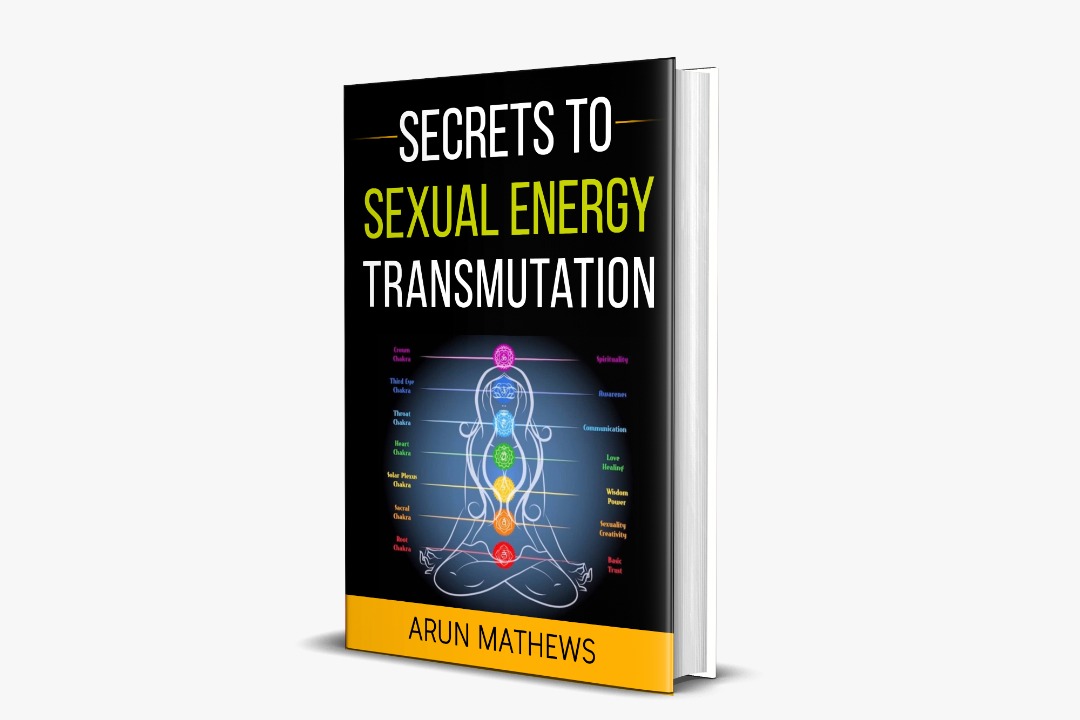 SECRETS TO
SEXUAL ENERGY
TRANSMUTATION
Crown
Chakra
Spirituality
Third Eye
Chakra
Awarenes
Throat
Chakra
Communication
Heart
Chakra
Love
Healing
Solar Plexus
Chakra
Wisdom
Power
Sacral
Chakra
Sexuality
Creativity
Root
Chakra
Basic
Trust
ARUN MATHEWS